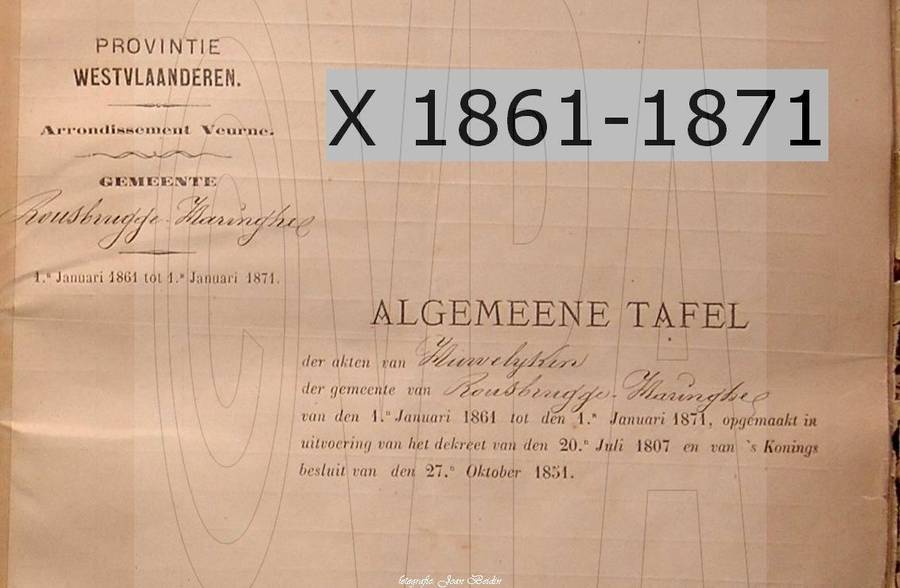 PROVINTIE
WESTVLAANDEREN.
Arrondissement Veurne.
GEMEENTE
Rousbrugge-Haringhe
1.n Januari 1861 tot 1.n Januari 1871.
X 1861-1871
ALGEMEENE TAFEL
der akten van Huwelyken
der gemeente van Rousbrugge-Haringhe
van den 1.n Januari 1861 tot den 1.n Januari 1871, opgemaakt in
uitvoering van het dekreet van den 20.n Juli 1807 en van 's Konings
besluit van den 27.n Oktober 1851.
fotografie: Joan Beidin